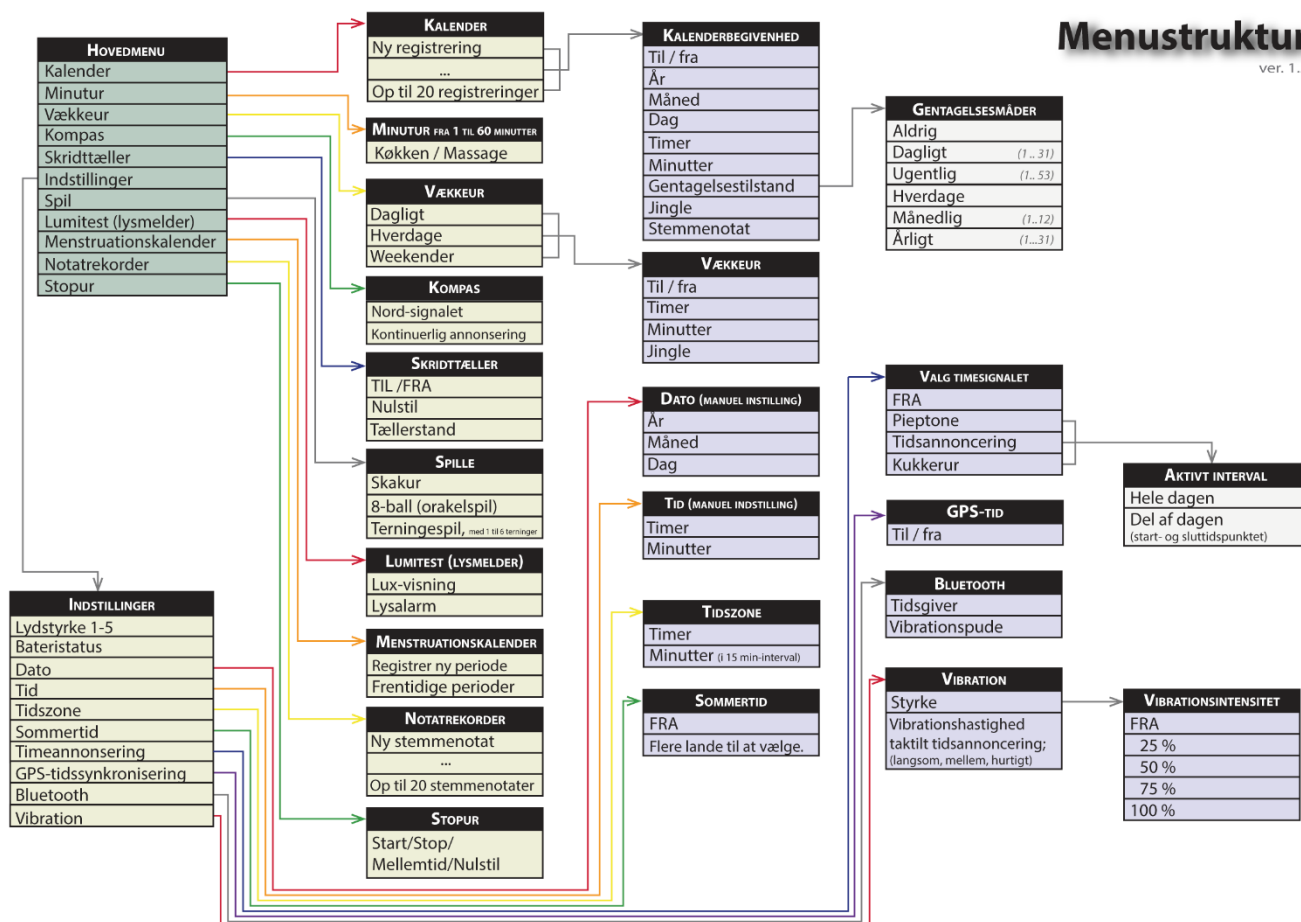 Menustruktur
ver. 1.
HOVEDMENU
Kalender
Minutur
Vækkeur
Kompas
Skridttæller
Indstillinger
Spil
Lumitest (lysmelder)
Menstruationskalender
Notatrekorder
Stopur
INDSTILLINGER
Lydstyrke 1-5
Bateristatus
Dato
Tid
Tidszone
Sommertid
Timeannonsering
GPS-tidssynkronisering
Bluetooth
Vibration
KALENDER
Ny registrering
...
Op til 20 registreringer
MINUTUR FRA 1 TIL 60 MINUTTER
Køkken / Massage
VÆKKEUR
Dagligt
Hverdage
Weekender
KOMPAS
Nord-signalet
Kontinuerlig annonsering
SKRIDTTÆLLER
TIL /FRA
Nulstil
Tællerstand
SPILLE
Skakur
8-ball (orakelspil)
Terningespil, med 1 til 6 terninger
LUMITEST (LYSMELDER)
Lux-visning
Lysalarm
MENSTRUATIONSKALENDER
Registrer ny periode
Frentidige perioder
NOTATREKORDER
Ny stemmenotat
...
Op til 20 stemmenotater
STOPUR
Start/Stop/
Mellemtid/Nulstil
KALENDERBEGIVENHED
Til / fra
År
Måned
Dag
Timer
Minutter
Gentagelsestilstand
Jingle
Stemmenotat
VÆKKEUR
Til / fra
Timer
Minutter
Jingle
DATO (MANUEL INSTILLING)
År
Måned
Dag
TID (MANUEL INDSTILLING)
Timer
Minutter
TIDSZONE
Timer
Minutter (i 15 min-interval)
SOMMERTID
FRA
Flere lande til at vælge.
GENTAGELSESMÅDER
Aldrig
Dagligt (1.. 31)
Ugentlig (1.. 53)
Hverdage
Månedlig (1..12)
Årligt (1...31)
VALG TIMESIGNALET
FRA
Pieptone
Tidsannoncering
Kukkerur
GPS-TID
Til / fra
BLUETOOTH
Tidsgiver
Vibrationspude
VIBRATION
Styrke
Vibrationshastighed
taktilt tidsannoncering;
(langsom, mellem, hurtigt)
AKTIVT INTERVAL
Hele dagen
Del af dagen
(start- og sluttidspunktet)
VIBRATIONSINTENSITET
FRA
25 %
50 %
75 %
100 %